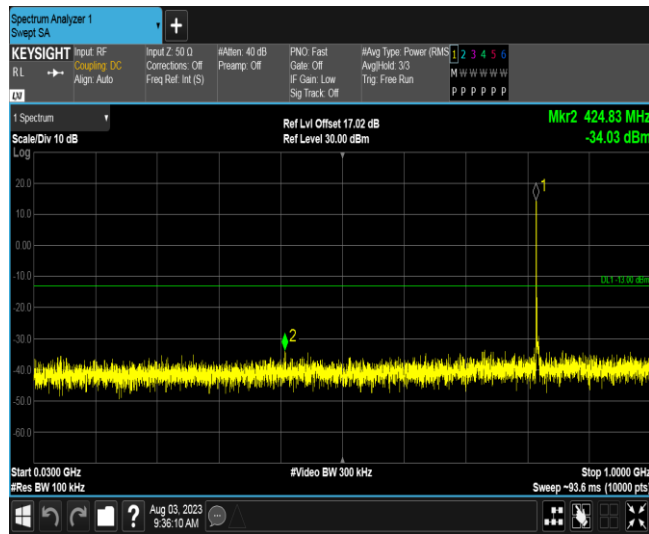 Spectrum Analyzer 1
Swept SA
+
KEYSIGHT
RL
LXI
Input: RF
Coupling: DC
Align: Auto
Input Z: 50 Ω
Corrections: Off
Freq Ref: Int (S)
#Atten: 40 dB
Preamp: Off
PNO: Fast
Gate: Off
IF Gain: Low
Sig Track: Off
#Avg Type: Power (RMS
Avg|Hold: 3/3
Trig: Free Run
1 2 3 4 5 6
M W W W W W
P P P P P P
1 Spectrum
Scale/Div 10 dB
Log
Ref Lvl Offset 17.02 dB
Ref Level 30.00 dBm
Mkr2 424.83 MHz
-34.03 dBm
20.0
10.0
0.00
-10.0
-20.0
-30.0
-40.0
-50.0
-60.0
1
DL1 -13.00 dBm
2
Start 0.0300 GHz
#Res BW 100 kHz
#Video BW 300 kHz
Stop 1.0000 GHz
Sweep ~93.6 ms (10000 pts)
?
Aug 03, 2023
9:36:10 AM